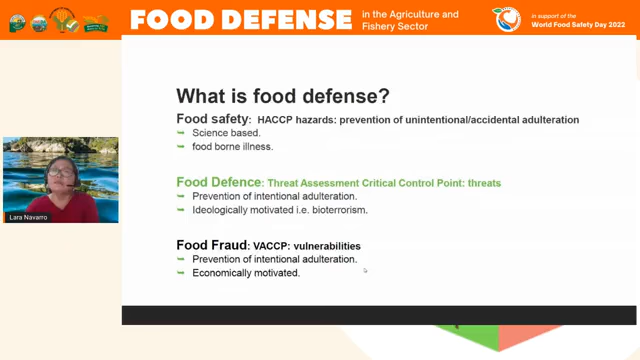 FOOD DEFENSE
in the Agriculture and
Fishery Sector
in support of the
World Food Safety Day 2022
What is food defense?
Food safety: HACCP hazards: prevention of unintentional/accidental adulteration
Science based.
food borne illness.
Food Defence: Threat Assessment Critical Control Point: threats
Prevention of intentional adulteration.
Ideologically motivated i.e. bioterrorism.
Food Fraud: VACCP: vulnerabilities
Prevention of intentional adulteration.
Economically motivated.
Lara Navarro